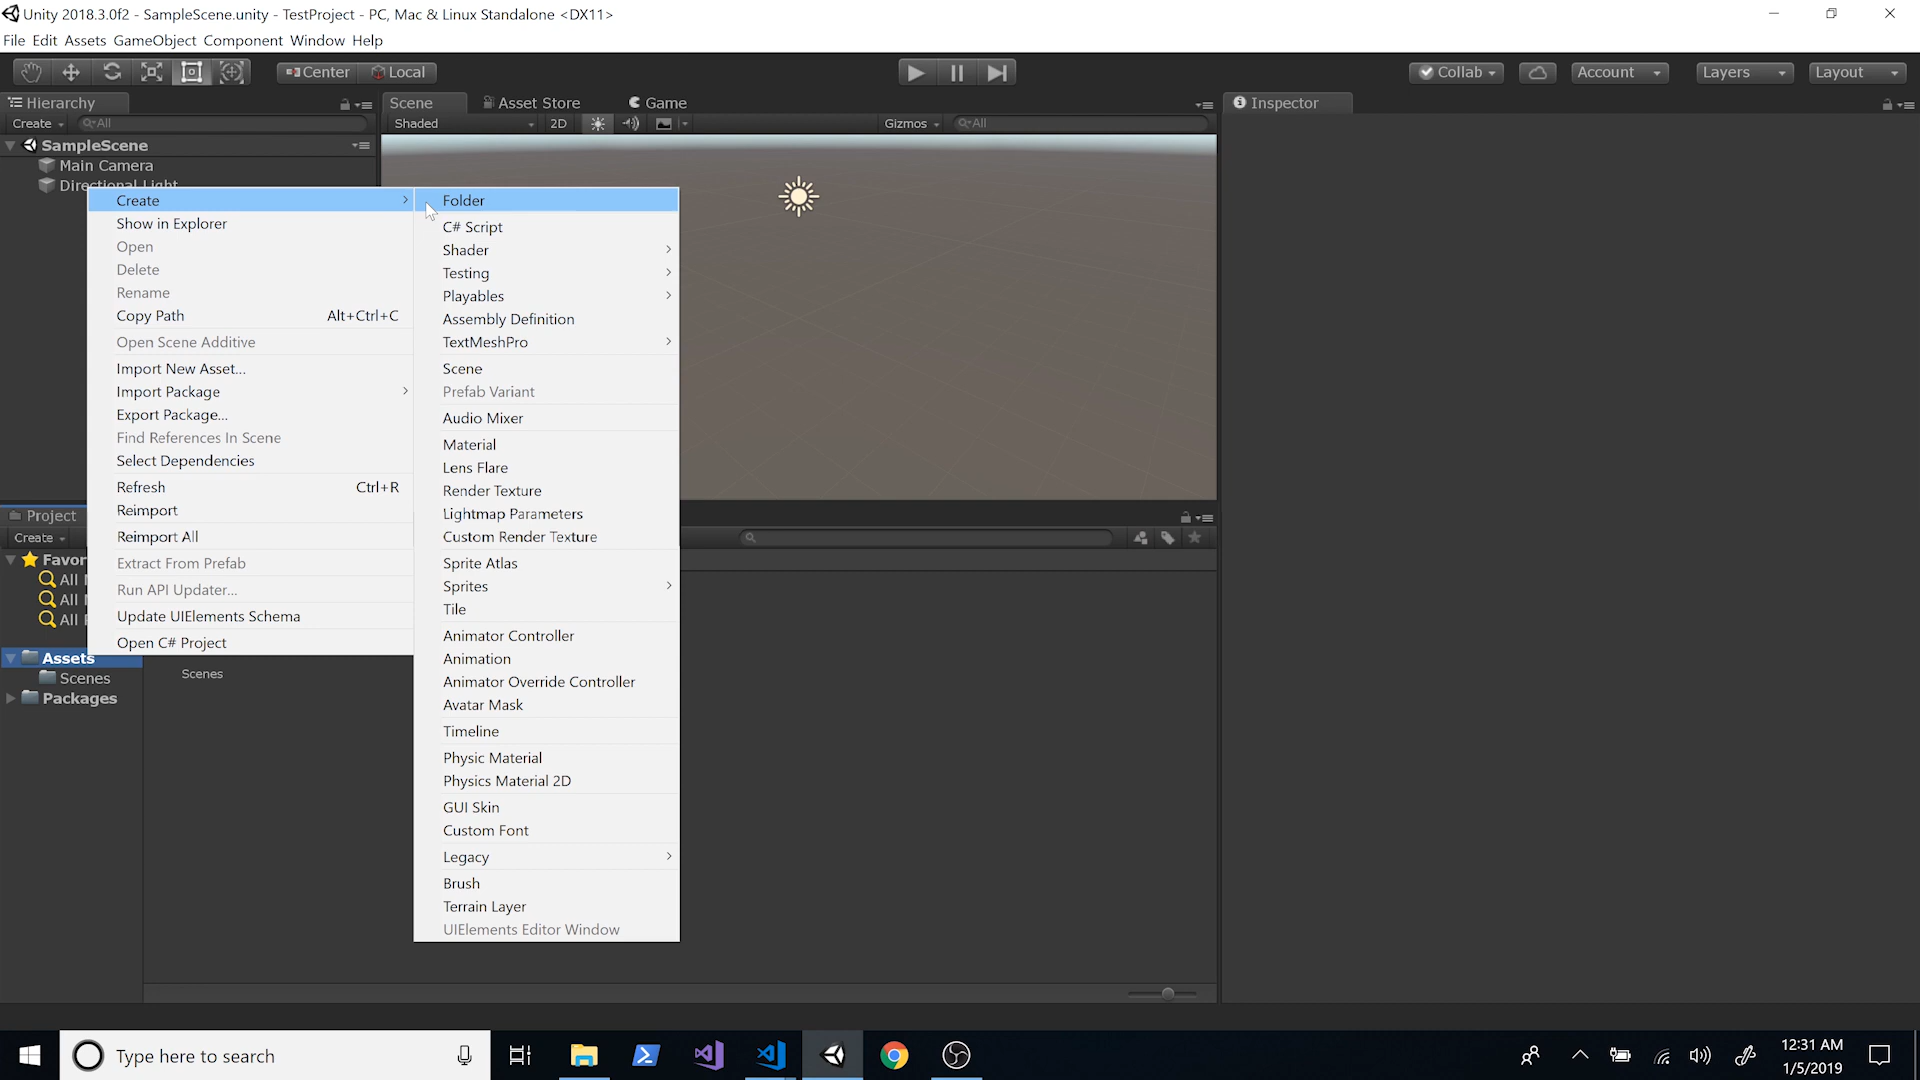 Unity 2018.3.0f2 - SampleScene.unity - TestProject - PC, Mac & Linux Standalone <DX11>
File Edit Assets GameObject Component Window Help
Center Local Collab Account Layers Layout
Hierarchy Scene Asset Store Game Inspector
Create All Shaded 2D Gizmos All
SampleScene
Main Camera
Directional Light
Create
Show in Explorer
Open
Delete
Rename
Copy Path Alt+Ctrl+C
Open Scene Additive
Import New Asset...
Import Package
Export Package...
Find References In Scene
Select Dependencies
Refresh Ctrl+R
Reimport
Reimport All
Extract From Prefab
Run API Updater...
Update UIElements Schema
Open C# Project
Folder
C# Script
Shader
Testing
Playables
Assembly Definition
TextMeshPro
Scene
Prefab Variant
Audio Mixer
Material
Lens Flare
Render Texture
Lightmap Parameters
Custom Render Texture
Sprite Atlas
Sprites
Tile
Animator Controller
Animation
Animator Override Controller
Avatar Mask
Timeline
Physic Material
Physics Material 2D
GUI Skin
Custom Font
Legacy
Brush
Terrain Layer
UIElements Editor Window
Project
Create
Favor
All
All
All
Assets
Scenes
Packages
Scenes
Type here to search
12:31 AM
1/5/2019